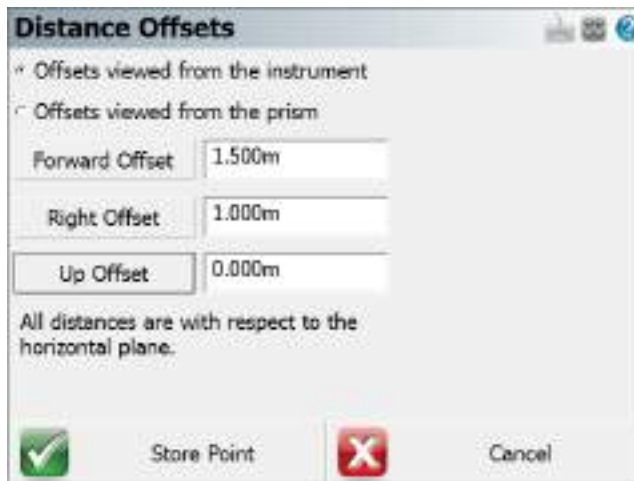 Distance Offsets
Offsets viewed from the instrument
Offsets viewed from the prism
Forward Offset 1.500m
Right Offset 1.000m
Up Offset 0.000m
All distances are with respect to the
horizontal plane.
Store Point Cancel